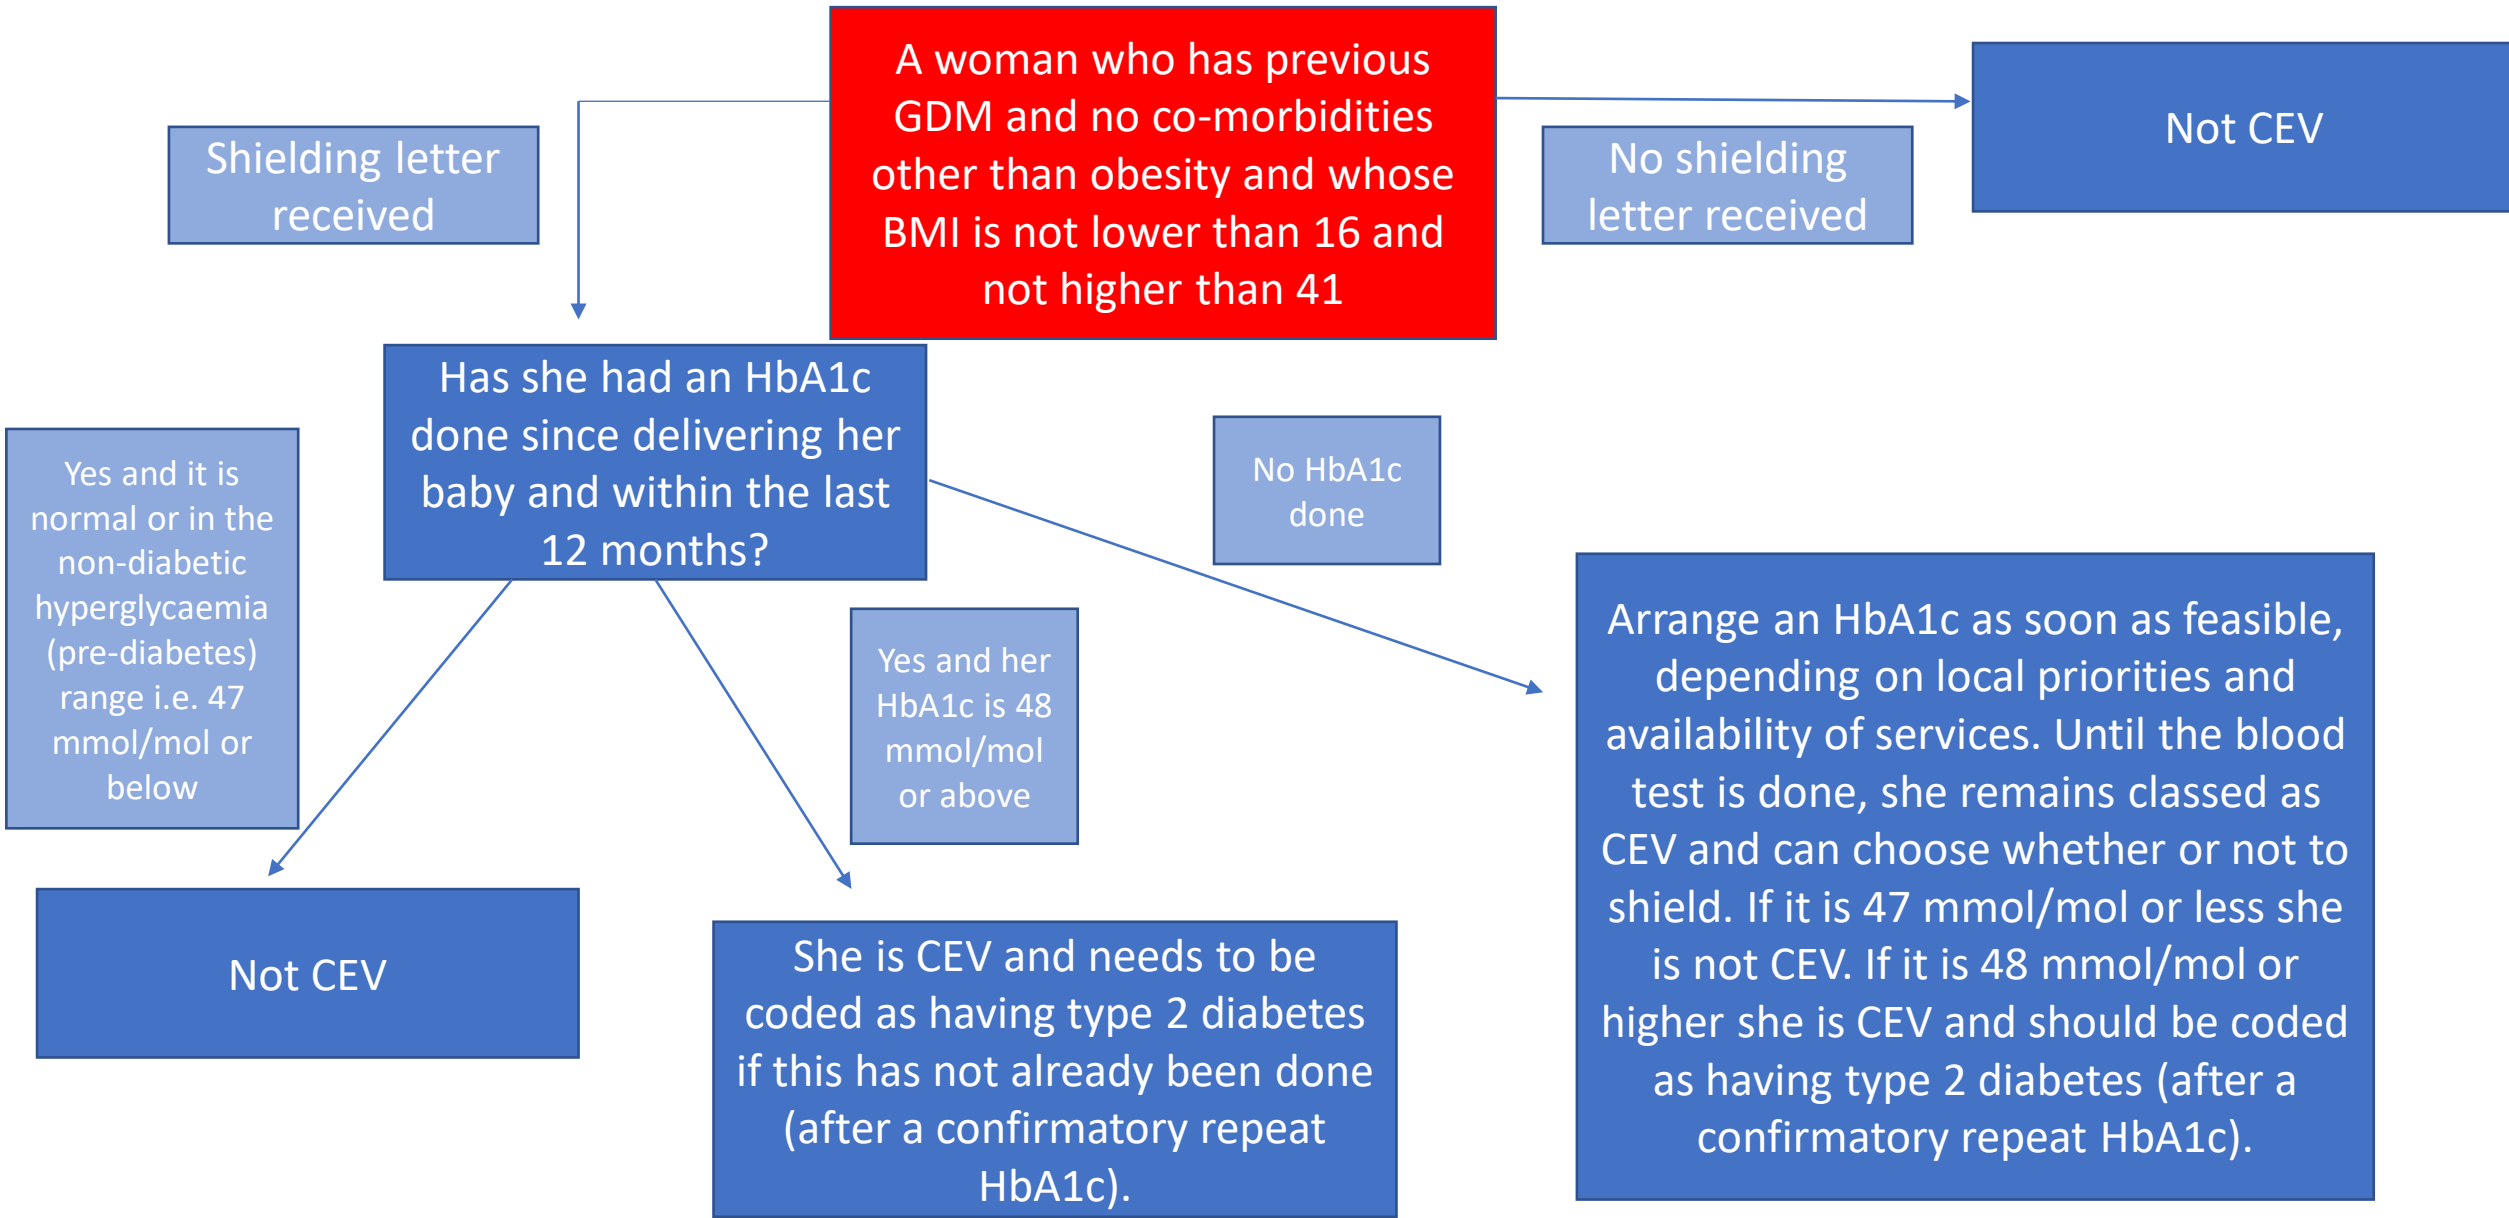 A woman who has previous
GDM and no co-morbidities
other than obesity and whose
BMI is not lower than 16 and
not higher than 41
Shielding letter
received
No shielding
letter received
Not CEV
Has she had an HbA1c
done since delivering her
baby and within the last
12 months?
Yes and it is
normal or in the
non-diabetic
hyperglycaemia
(pre-diabetes)
range i.e. 47
mmol/mol or
below
Yes and her
HbA1c is 48
mmol/mol
or above
No HbA1c
done
Not CEV
She is CEV and needs to be
coded as having type 2 diabetes
if this has not already been done
(after a confirmatory repeat
HbA1c).
Arrange an HbA1c as soon as feasible,
depending on local priorities and
availability of services. Until the blood
test is done, she remains classed as
CEV and can choose whether or not to
shield. If it is 47 mmol/mol or less she
is not CEV. If it is 48 mmol/mol or
higher she is CEV and should be coded
as having type 2 diabetes (after a
confirmatory repeat HbA1c).